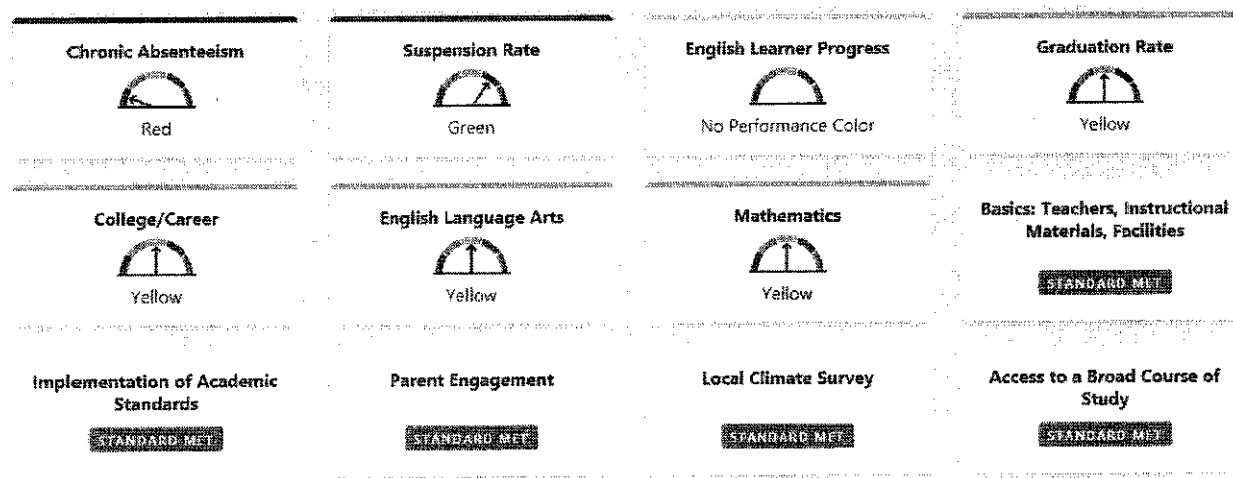 Chronic Absenteeism
Red
Suspension Rate
Green
English Learner Progress
No Performance Color
Graduation Rate
Yellow
College/Career
Yellow
English Language Arts
Yellow
Mathematics
Yellow
Basics: Teachers, Instructional
Materials, Facilities
STANDARD MET
Implementation of Academic
Standards
STANDARD MET
Parent Engagement
STANDARD MET
Local Climate Survey
STANDARD MET
Access to a Broad Course of
Study
STANDARD MET